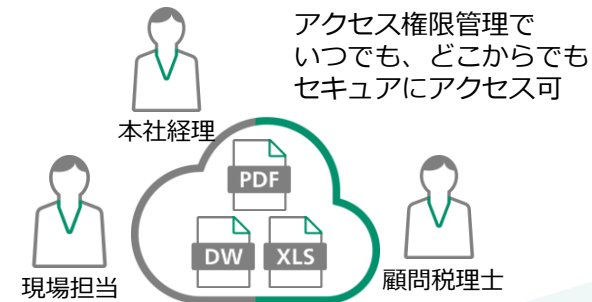 アクセス権限管理で
いつでも、どこからでも
セキュアにアクセス可
本社経理
PDF
DW
XLS
現場担当
顧問税理士